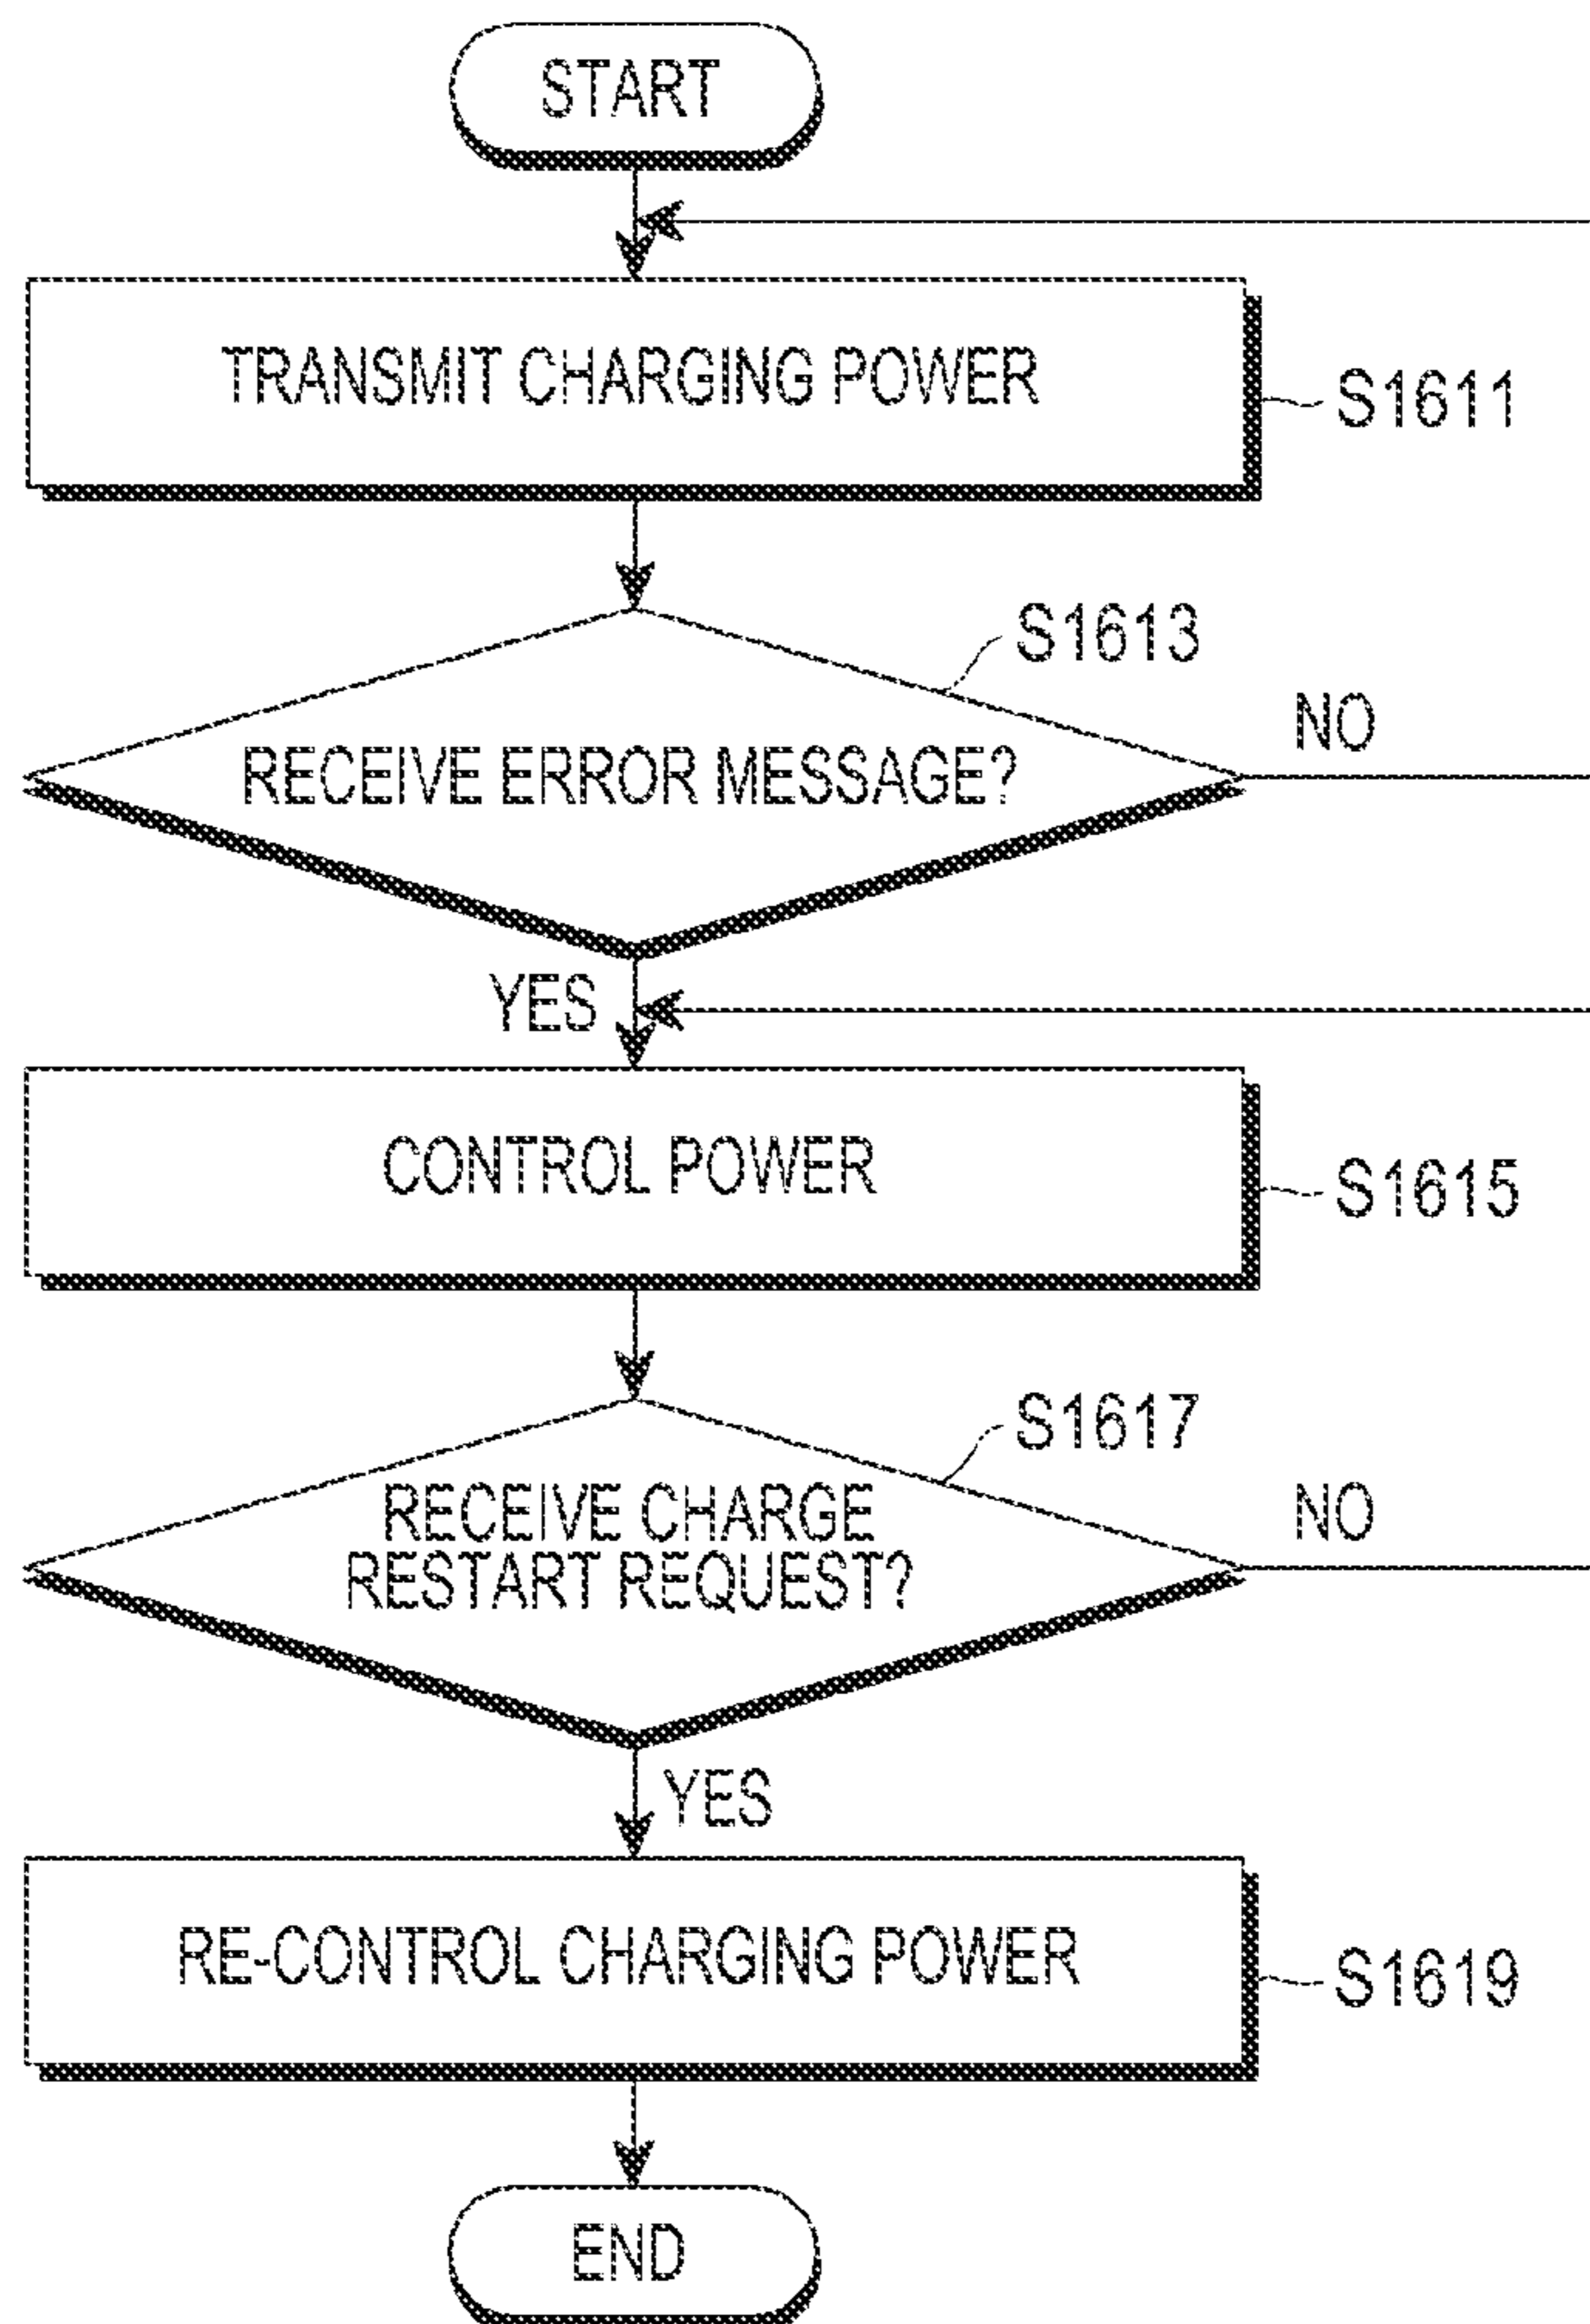 START
TRANSMIT CHARGING POWER
S1611
S1613
NO
RECEIVE ERROR MESSAGE?
YES
CONTROL POWER
S1615
S1617
RECEIVE CHARGE
NO
RESTART REQUEST?
YES
RE-CONTROL CHARGING POWER
S1619
END